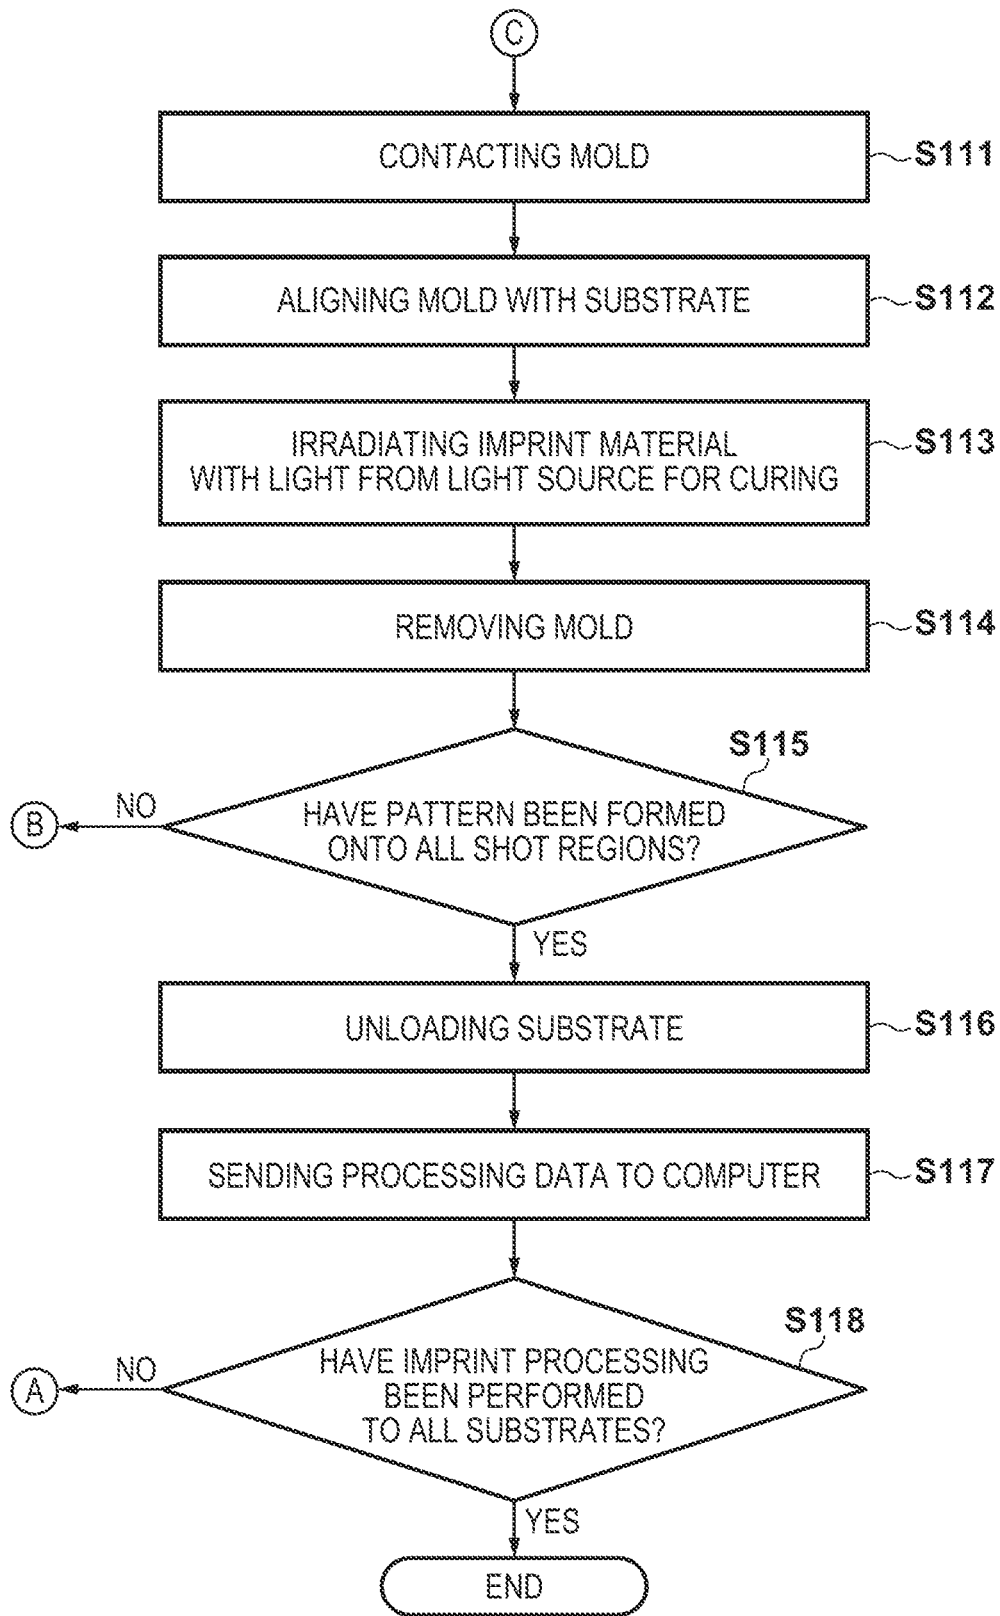 C
CONTACTING MOLD
S111
ALIGNING MOLD WITH SUBSTRATE
S112
IRRADIATING IMPRINT MATERIAL
WITH LIGHT FROM LIGHT SOURCE FOR CURING
S113
REMOVING MOLD
S114
S115
HAVE PATTERN BEEN FORMED
ONTO ALL SHOT REGIONS?
NO
B
YES
UNLOADING SUBSTRATE
S116
SENDING PROCESSING DATA TO COMPUTER
S117
S118
HAVE IMPRINT PROCESSING
BEEN PERFORMED
TO ALL SUBSTRATES?
NO
A
YES
END